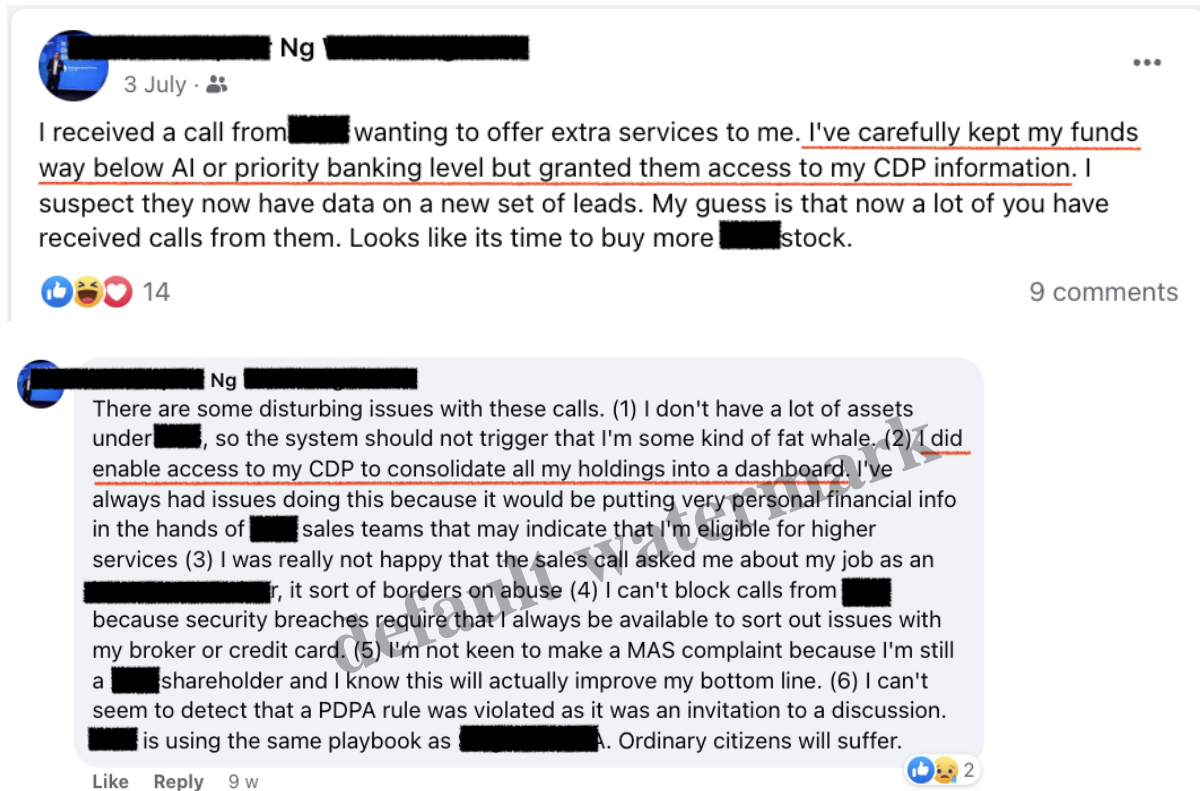 Ng
3 July ·
I received a call from wanting to offer extra services to me. I've carefully kept my funds
way below AI or priority banking level but granted them access to my CDP information. I
suspect they now have data on a new set of leads. My guess is that now a lot of you have
received calls from them. Looks like its time to buy more stock.
14
9 comments
Ng
There are some disturbing issues with these calls. (1) I don't have a lot of assets
under , so the system should not trigger that I'm some kind of fat whale. (2) I did
enable access to my CDP to consolidate all my holdings into a dashboard. I've
always had issues doing this because it would be putting very personal financial info
in the hands of sales teams that may indicate that I'm eligible for higher
services (3) I was really not happy that the sales call asked me about my job as an
r, it sort of borders on abuse (4) I can't block calls from
because security breaches require that I always be available to sort out issues with
my broker or credit card. (5) I'm not keen to make a MAS complaint because I'm still
a shareholder and I know this will actually improve my bottom line. (6) I can't
seem to detect that a PDPA rule was violated as it was an invitation to a discussion.
is using the same playbook as A. Ordinary citizens will suffer.
2
Like Reply 9 w
default watermark